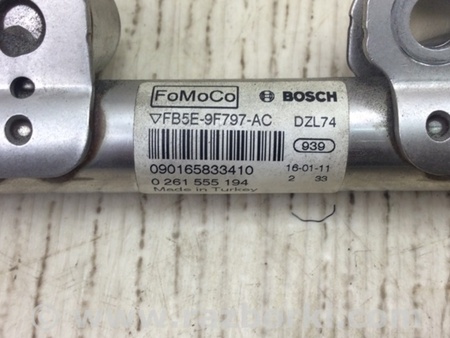 FoMoCo BOSCH
▽FB5E-9F797-AC DZL74
939
090165833410 16-01-11
0 261 555 194 2 33
Made in Turkey